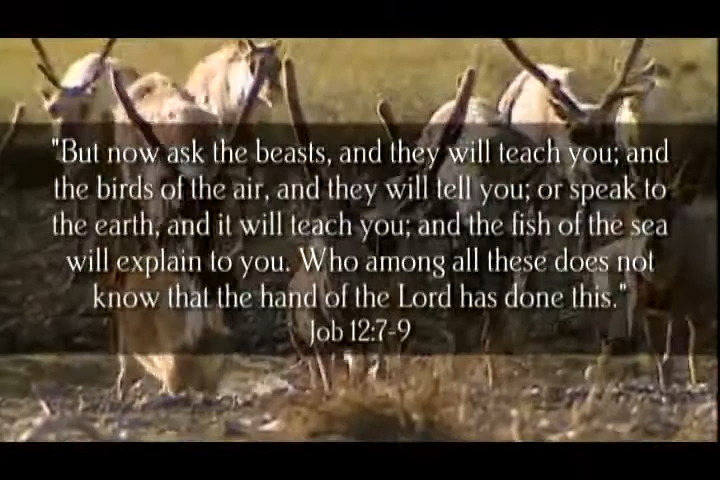 "But now ask the beasts, and they will teach you; and
the birds of the air, and they will tell you; or speak to
the earth, and it will teach you; and the fish of the sea
will explain to you. Who among all these does not
know that the hand of the Lord has done this."
Job 12:7-9